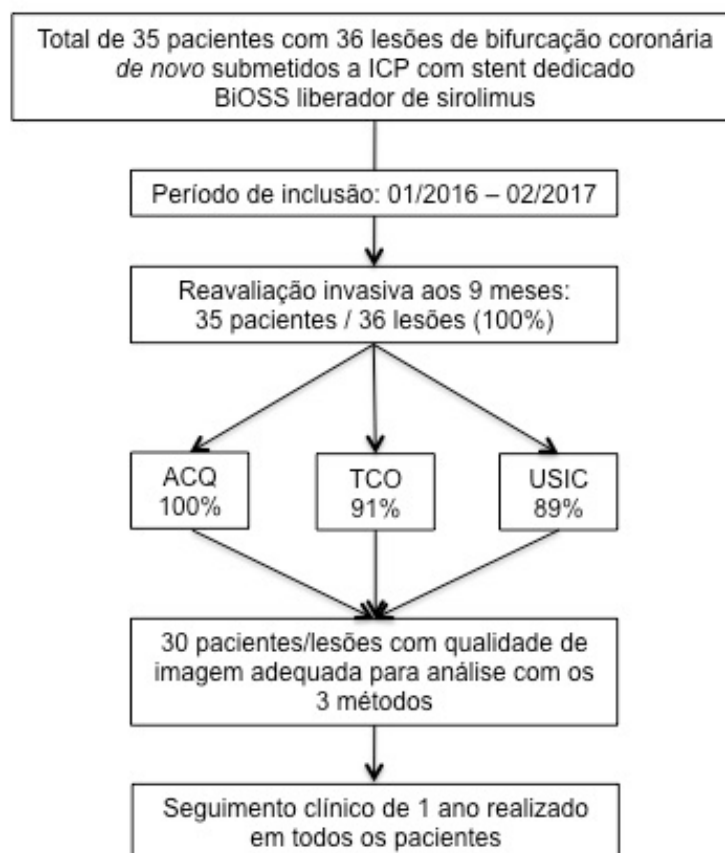 Total de 35 pacientes com 36 lesões de bifurcação coronária
de novo submetidos a ICP com stent dedicado
BiOSS liberador de sirolimus
Período de inclusão: 01/2016 – 02/2017
Reavaliação invasiva aos 9 meses:
35 pacientes / 36 lesões (100%)
ACQ
100%
TCO
91%
USIC
89%
30 pacientes/lesões com qualidade de
imagem adequada para análise com os
3 métodos
Seguimento clínico de 1 ano realizado
em todos os pacientes